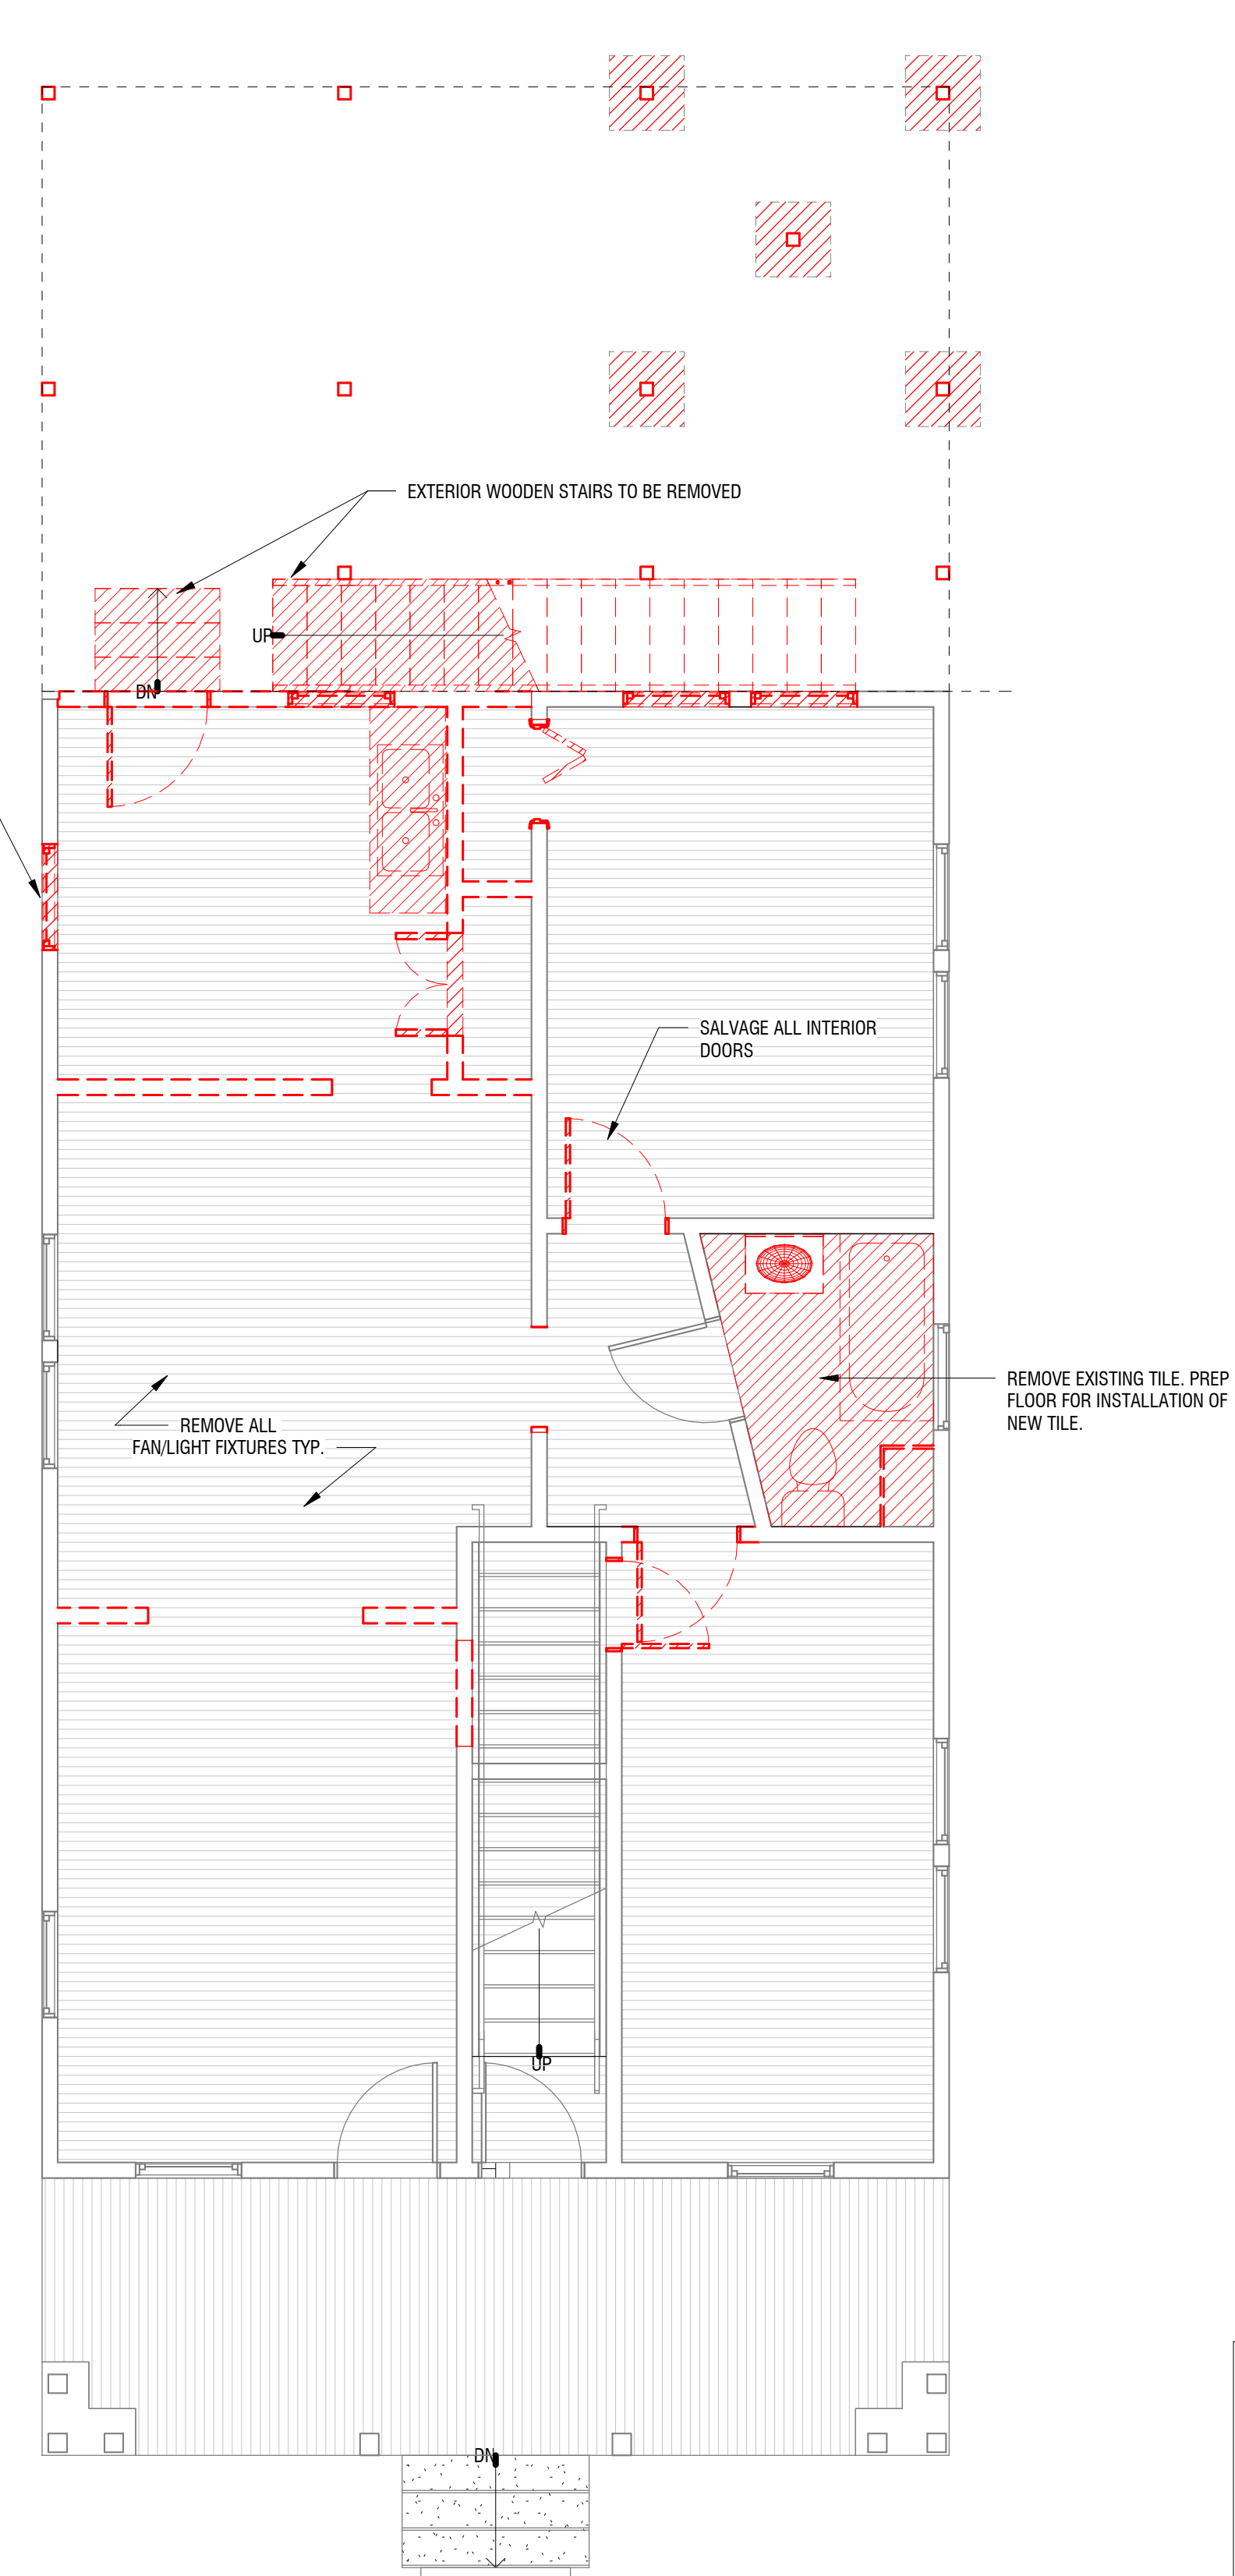 EXTERIOR WOODEN STAIRS TO BE REMOVED
UP
DN
SALVAGE ALL INTERIOR
DOORS
REMOVE EXISTING TILE. PREP
FLOOR FOR INSTALLATION OF
NEW TILE.
REMOVE ALL
FAN/LIGHT FIXTURES TYP.
UP
DN